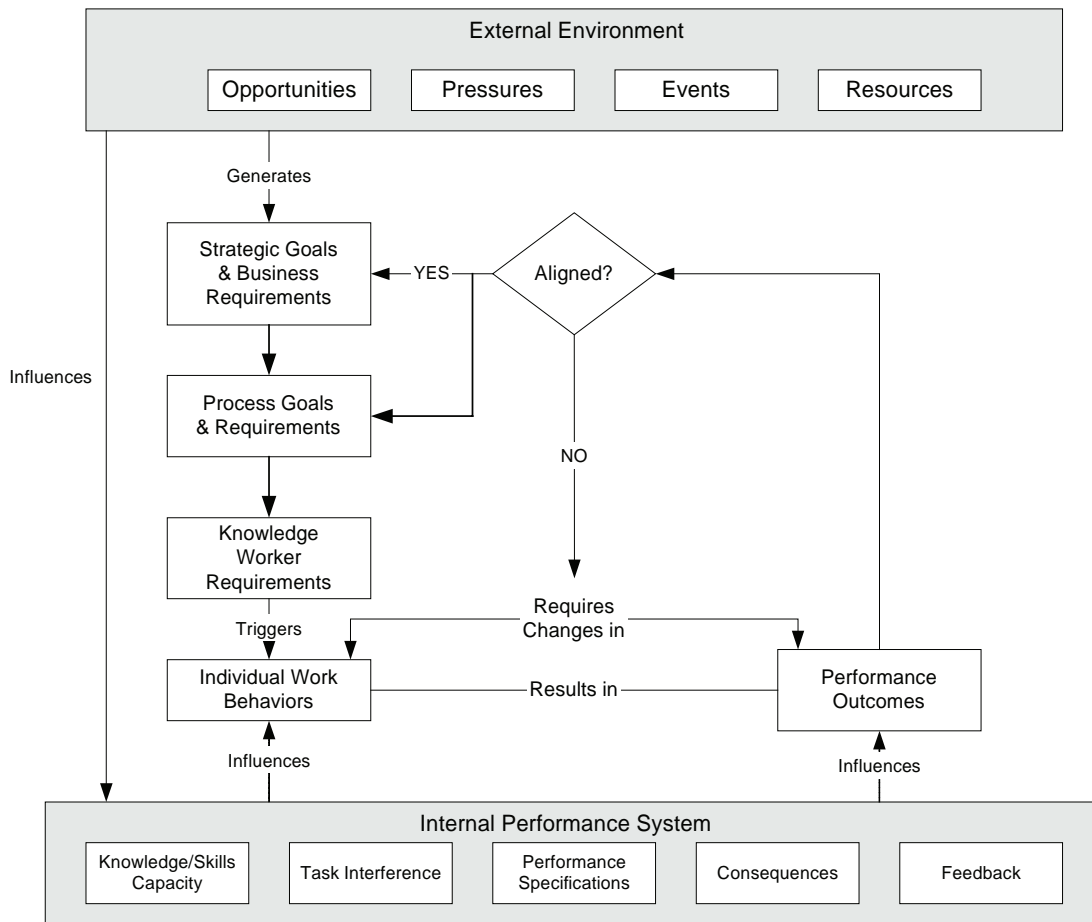 External Environment
Opportunities
Pressures
Events
Resources
Generates
Strategic Goals
& Business
Requirements
YES
Aligned?
Influences
Process Goals
& Requirements
NO
Knowledge
Worker
Requirements
Triggers
Requires
Changes in
Individual Work
Behaviors
Results in
Performance
Outcomes
Influences
Influences
Internal Performance System
Knowledge/Skills
Capacity
Task Interference
Performance
Specifications
Consequences
Feedback